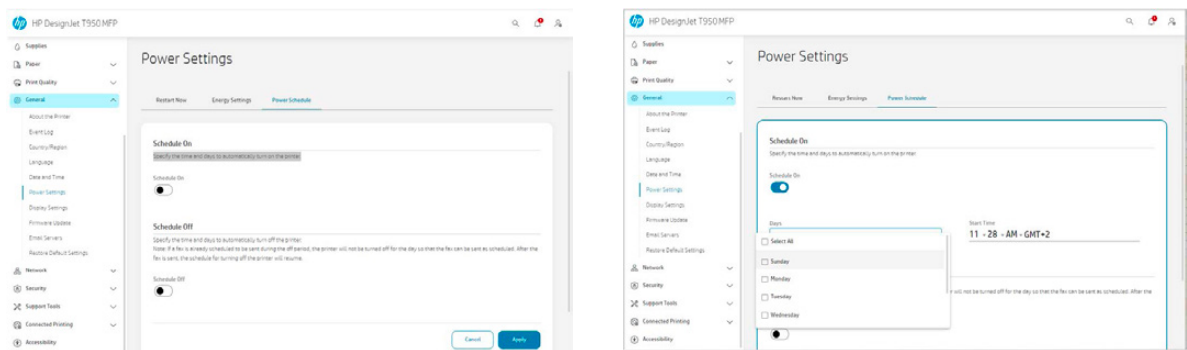 HP DesignJet T950 MFP
Supplies
Paper
Print Quality
General
About the Printer
Event Log
Country/Region
Language
Date and Time
Power Settings
Display Settings
Firmware Update
Email Servers
Restore Default Settings
Network
Security
Support Tools
Connected Printing
Accessibility
Power Settings
Restart Now Energy Settings Power Schedule
Schedule On
Specify the time and days to automatically turn on the printer.
Schedule On
Schedule Off
Specify the time and days to automatically turn off the printer.
Note: If a fax is already scheduled to be sent during the off period, the printer will not be turned off for the day so that the fax can be sent as scheduled. After the
fax is sent, the schedule for turning off the printer will resume.
Schedule Off
Cancel Apply
HP DesignJet T950 MFP
Supplies
Paper
Print Quality
General
About the Printer
Event Log
Country/Region
Language
Date and Time
Power Settings
Display Settings
Firmware Update
Email Servers
Restore Default Settings
Network
Security
Support Tools
Connected Printing
Accessibility
Power Settings
Restart Now Energy Settings Power Schedule
Schedule On
Specify the time and days to automatically turn on the printer.
Schedule On
Days Start Time
11 - 28 - AM - GMT+2
Select All
Sunday
Monday
Tuesday
Wednesday
will not be turned off for the day so that the fax can be sent as scheduled. After the